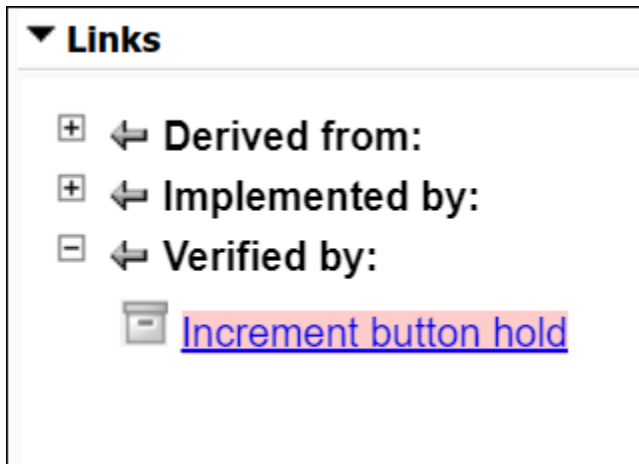 Links
Derived from:
Implemented by:
Verified by:
Increment button hold